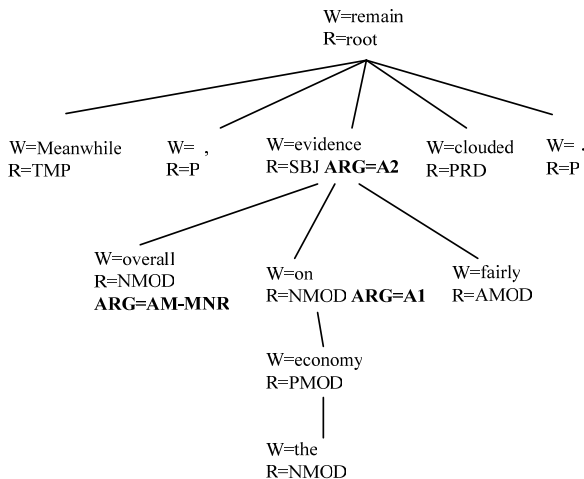 W=remain
R=root
W=Meanwhile
R=TMP
W= ,
R=P
W=evidence
R=SBJ ARG=A2
W=clouded
R=PRD
W= .
R=P
W=overall
R=NMOD
ARG=AM-MNR
W=on
R=NMOD ARG=A1
W=fairly
R=AMOD
W=economy
R=PMOD
W=the
R=NMOD